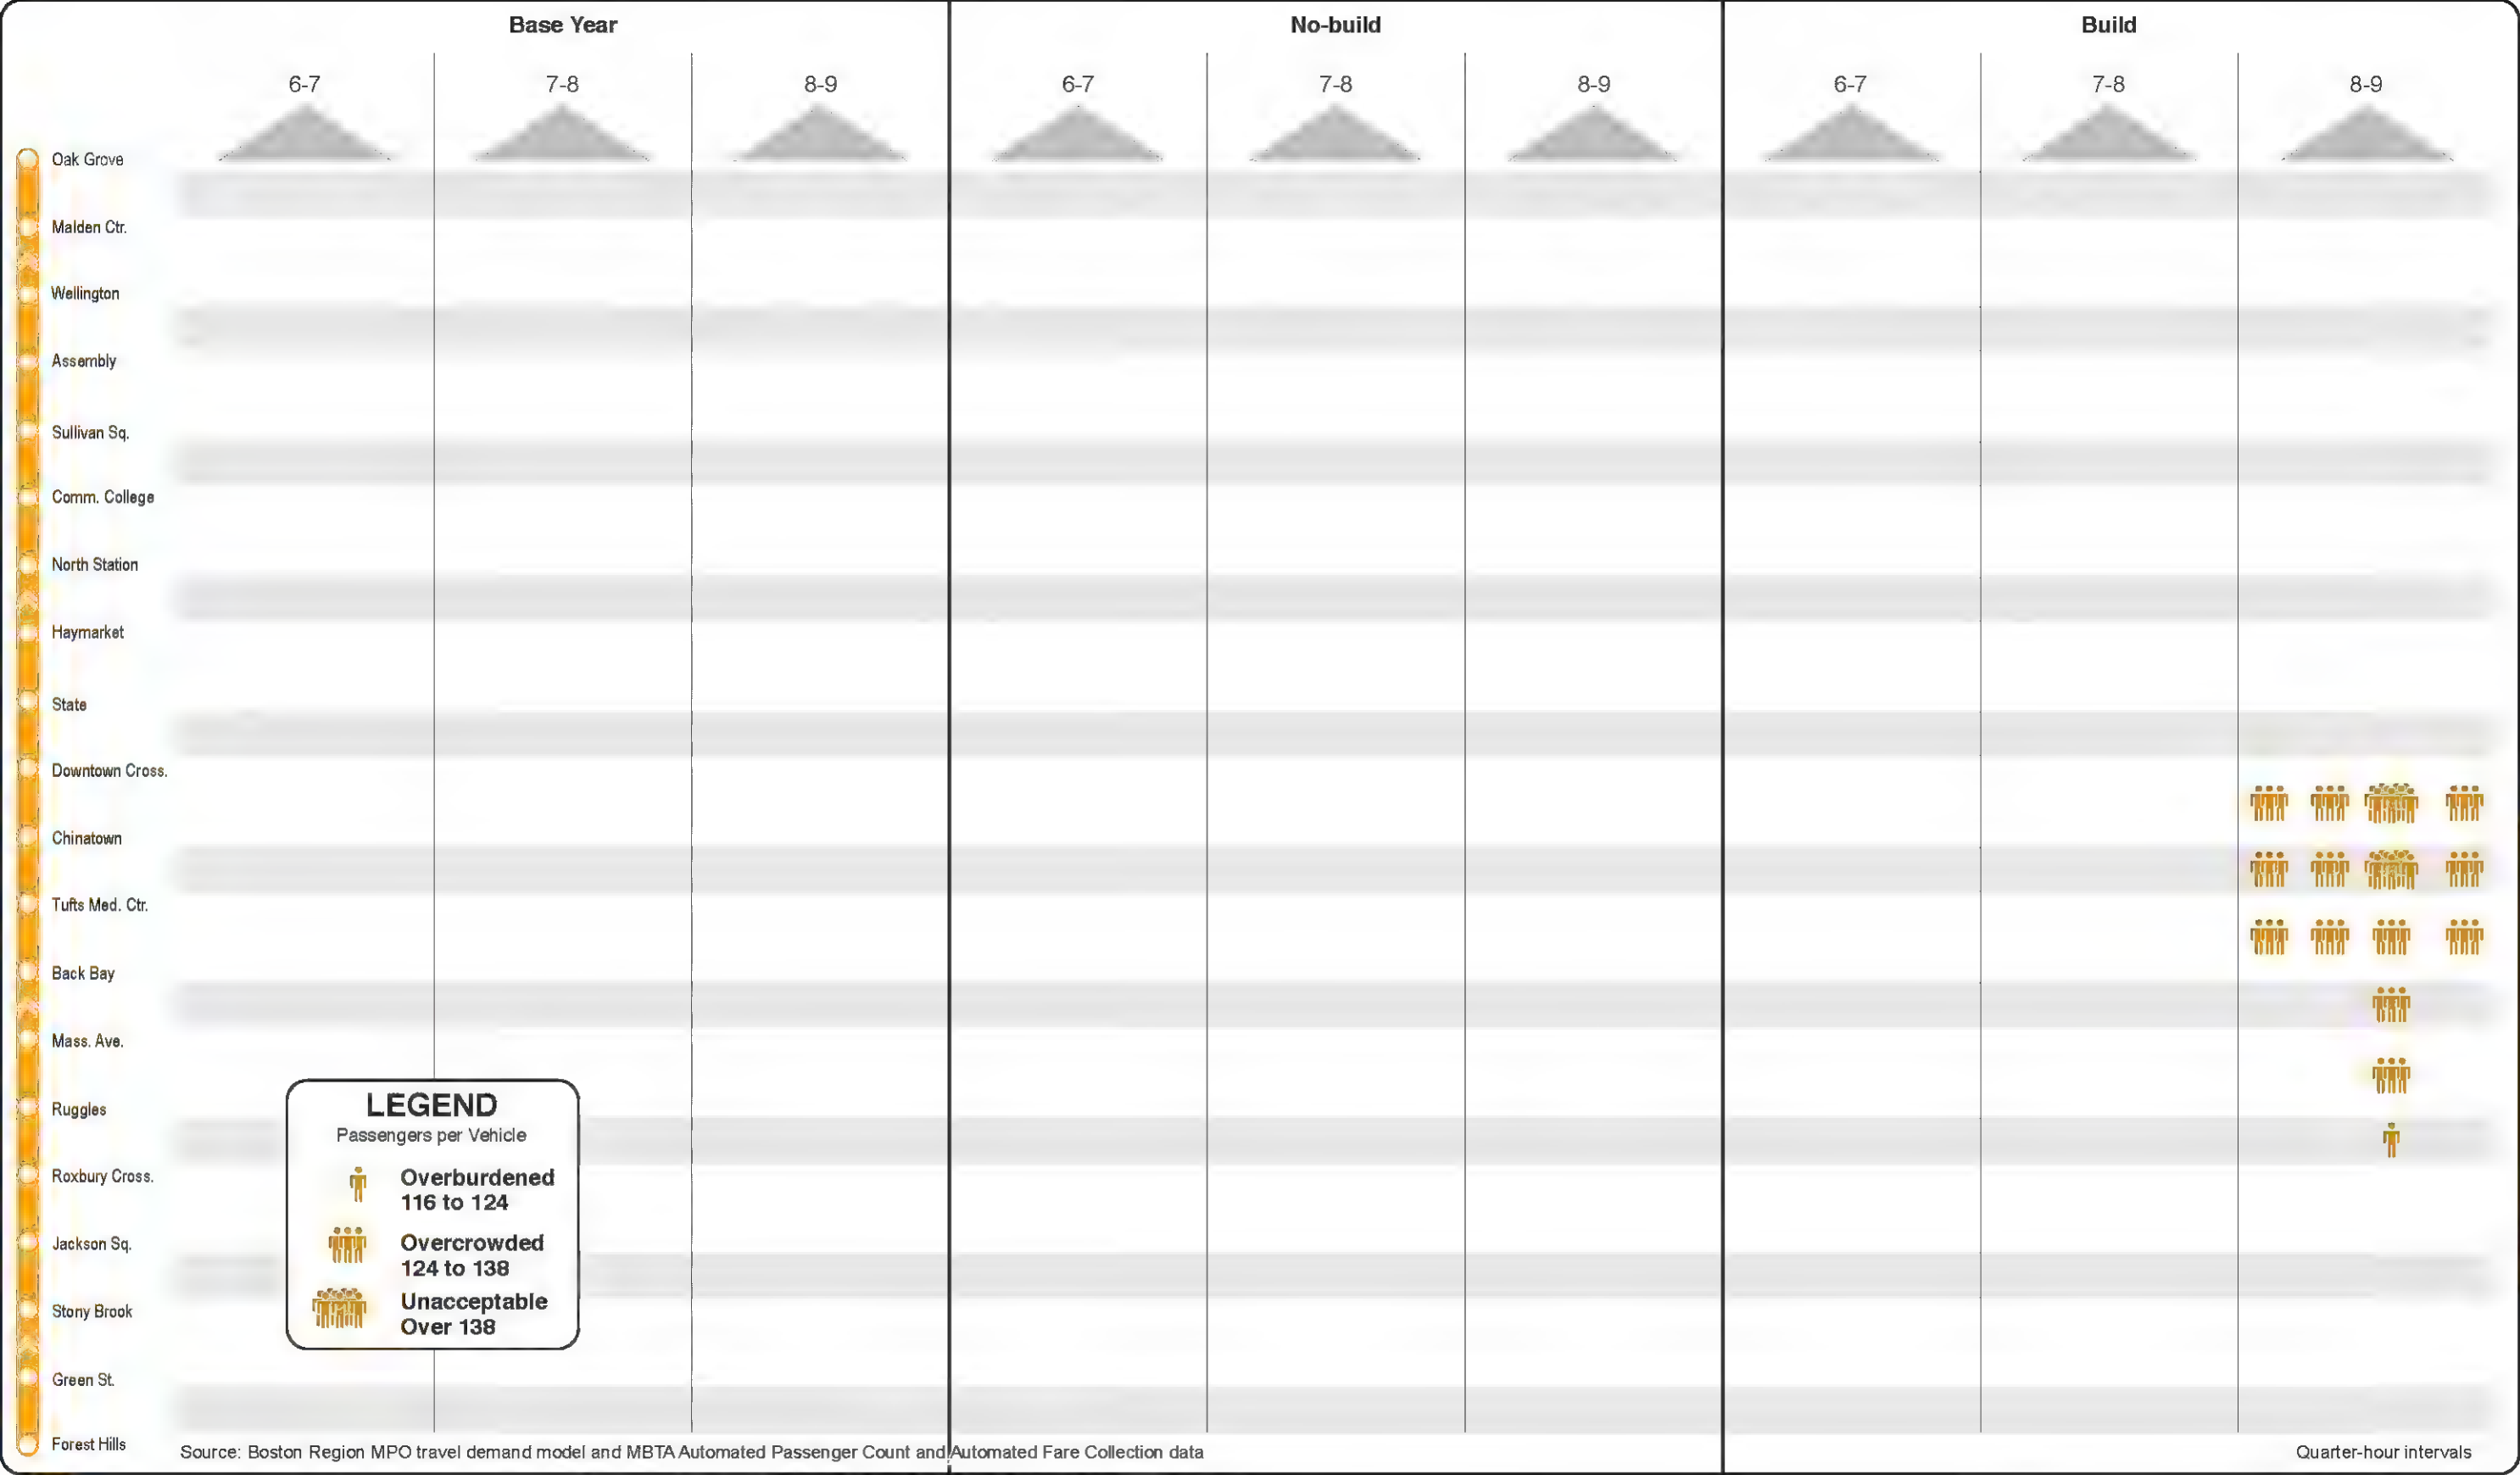 Base Year
No-build
Build
6-7
7-8
8-9
6-7
7-8
8-9
6-7
7-8
8-9
Oak Grove
Malden Ctr.
Wellington
Assembly
Sullivan Sq.
Comm. College
North Station
Haymarket
State
Downtown Cross.
Chinatown
Tufts Med. Ctr.
Back Bay
Mass. Ave.
Ruggles
Roxbury Cross.
Jackson Sq.
Stony Brook
Green St.
Forest Hills
LEGEND
Passengers per Vehicle
Overburdened
116 to 124
Overcrowded
124 to 138
Unacceptable
Over 138
Source: Boston Region MPO travel demand model and MBTA Automated Passenger Count and Automated Fare Collection data
Quarter-hour intervals